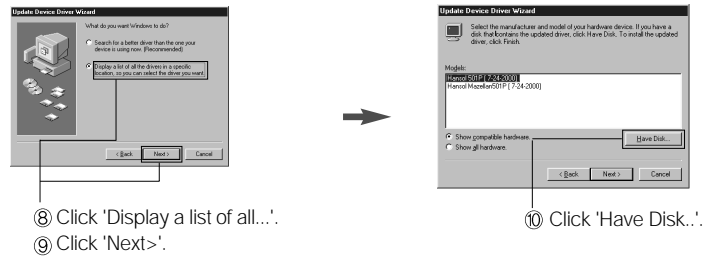 Update Device Driver Wizard
What do you want Windows to do?
Search for a better driver than the one your
device is using now. (Recommended)
Display a list of all the drivers in a specific
location, so you can select the driver you want.
< Back
Next >
Cancel
⑧ Click 'Display a list of all...'.
⑨ Click 'Next>'.
Update Device Driver Wizard
Select the manufacturer and model of your hardware device. If you have a
disk that contains the updated driver, click Have Disk. To install the updated
driver, click Finish.
Models:
Hansol 501P [ 7-24-2000]
Hansol Mazellan501P [ 7-24-2000]
Show compatible hardware.
Show all hardware.
Have Disk...
< Back
Next >
Cancel
⑩ Click 'Have Disk..'.